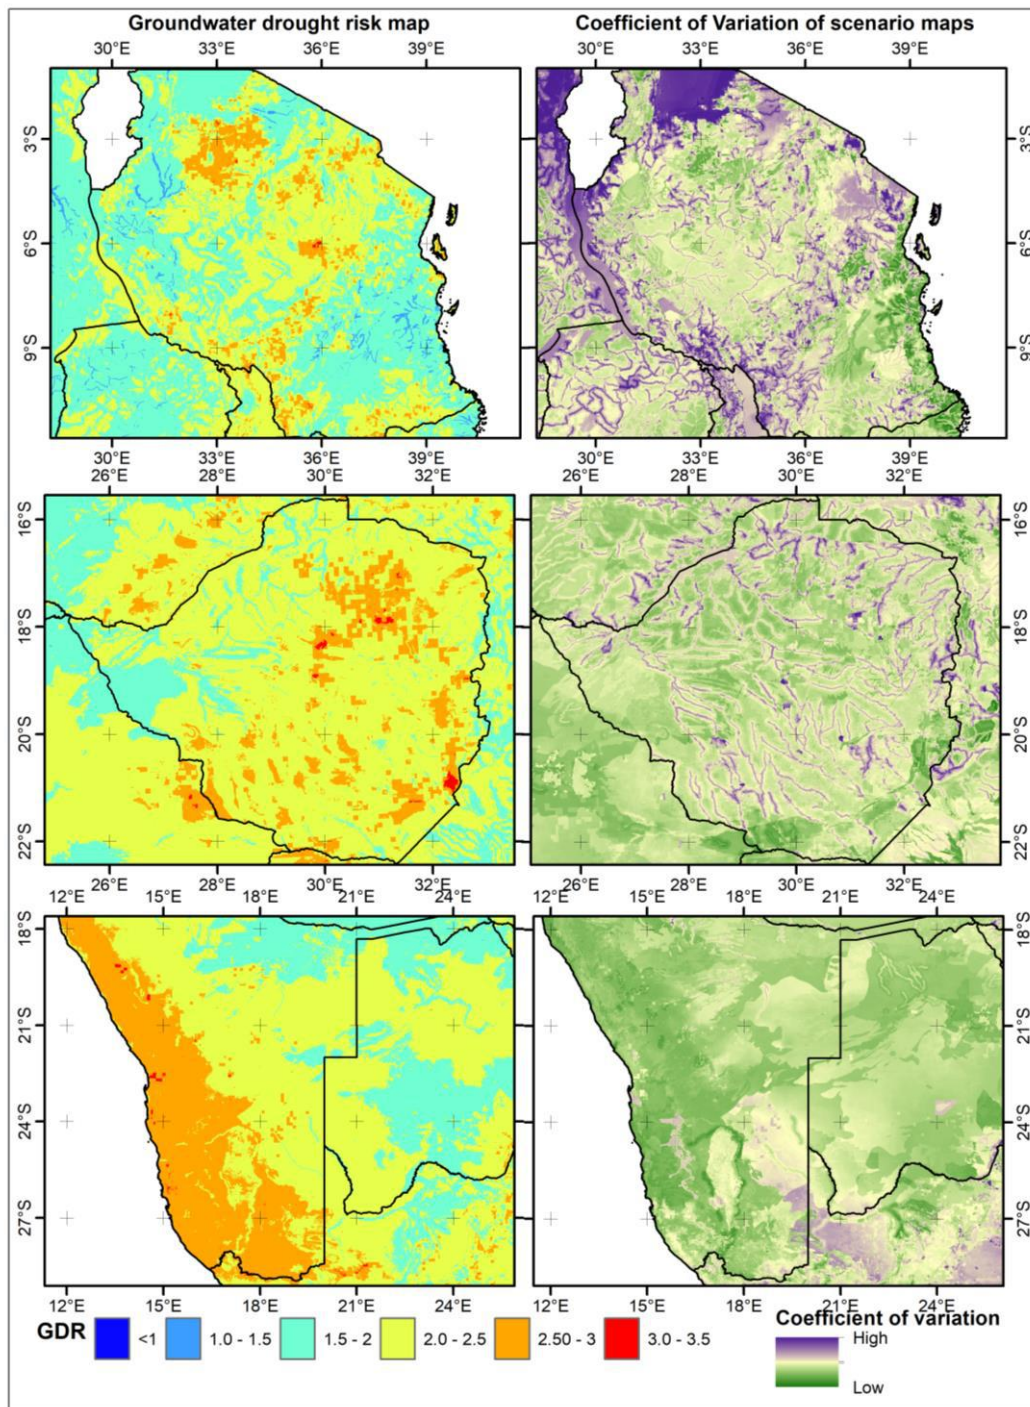 Groundwater drought risk map
Coefficient of Variation of scenario maps
30°E 33°E 36°E 39°E 30°E 33°E 36°E 39°E
3°S 3°S
6°S 6°S
9°S 9°S
30°E 33°E 36°E 39°E 30°E 33°E 36°E 39°E
26°E 28°E 30°E 32°E 26°E 28°E 30°E 32°E
16°S 16°S
18°S 18°S
20°S 20°S
22°S 22°S
26°E 28°E 30°E 32°E 26°E 28°E 30°E 32°E
12°E 15°E 18°E 21°E 24°E 12°E 15°E 18°E 21°E 24°E
18°S 18°S
21°S 21°S
24°S 24°S
27°S 27°S
12°E 15°E 18°E 21°E 24°E 12°E 15°E 18°E 21°E 24°E
GDR <1 1.0 - 1.5 1.5 - 2 2.0 - 2.5 2.50 - 3 3.0 - 3.5
Coefficient of variation
High
Low